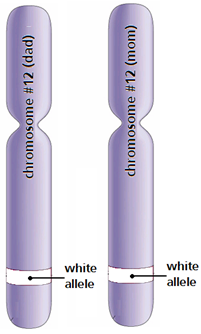 chromosome #12 (dad)
chromosome #12 (mom)
white
allele
white
allele